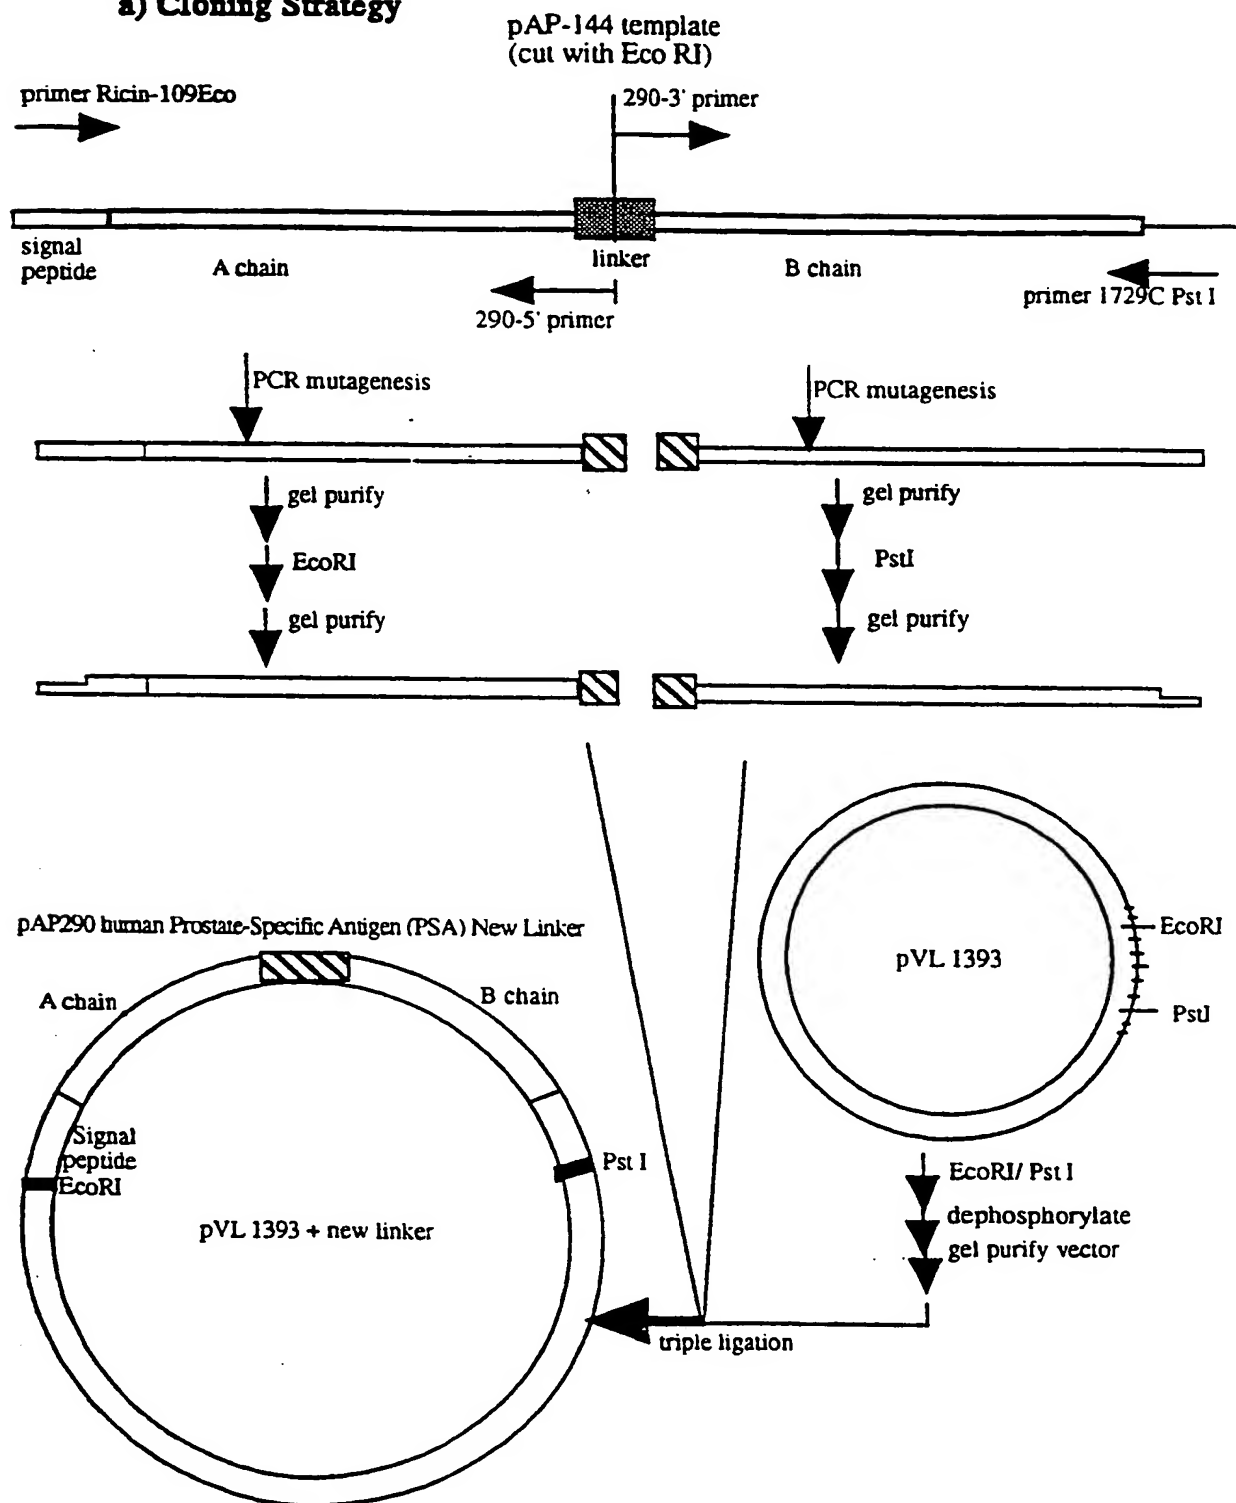 a) Cloning Strategy
pAP-144 template
(cut with Eco RI)
primer Ricin-109Eco
290-3' primer
signal
peptide
A chain
linker
B chain
290-5' primer
primer 1729C Pst I
PCR mutagenesis
PCR mutagenesis
gel purify
gel purify
EcoRI
PstI
gel purify
gel purify
pAP290 human Prostate-Specific Antigen (PSA) New Linker
A chain
B chain
pVL 1393
EcoRI
PstI
Signal
peptide
EcoRI
Pst I
pVL 1393 + new linker
EcoRI/ Pst I
dephosphorylate
gel purify vector
triple ligation